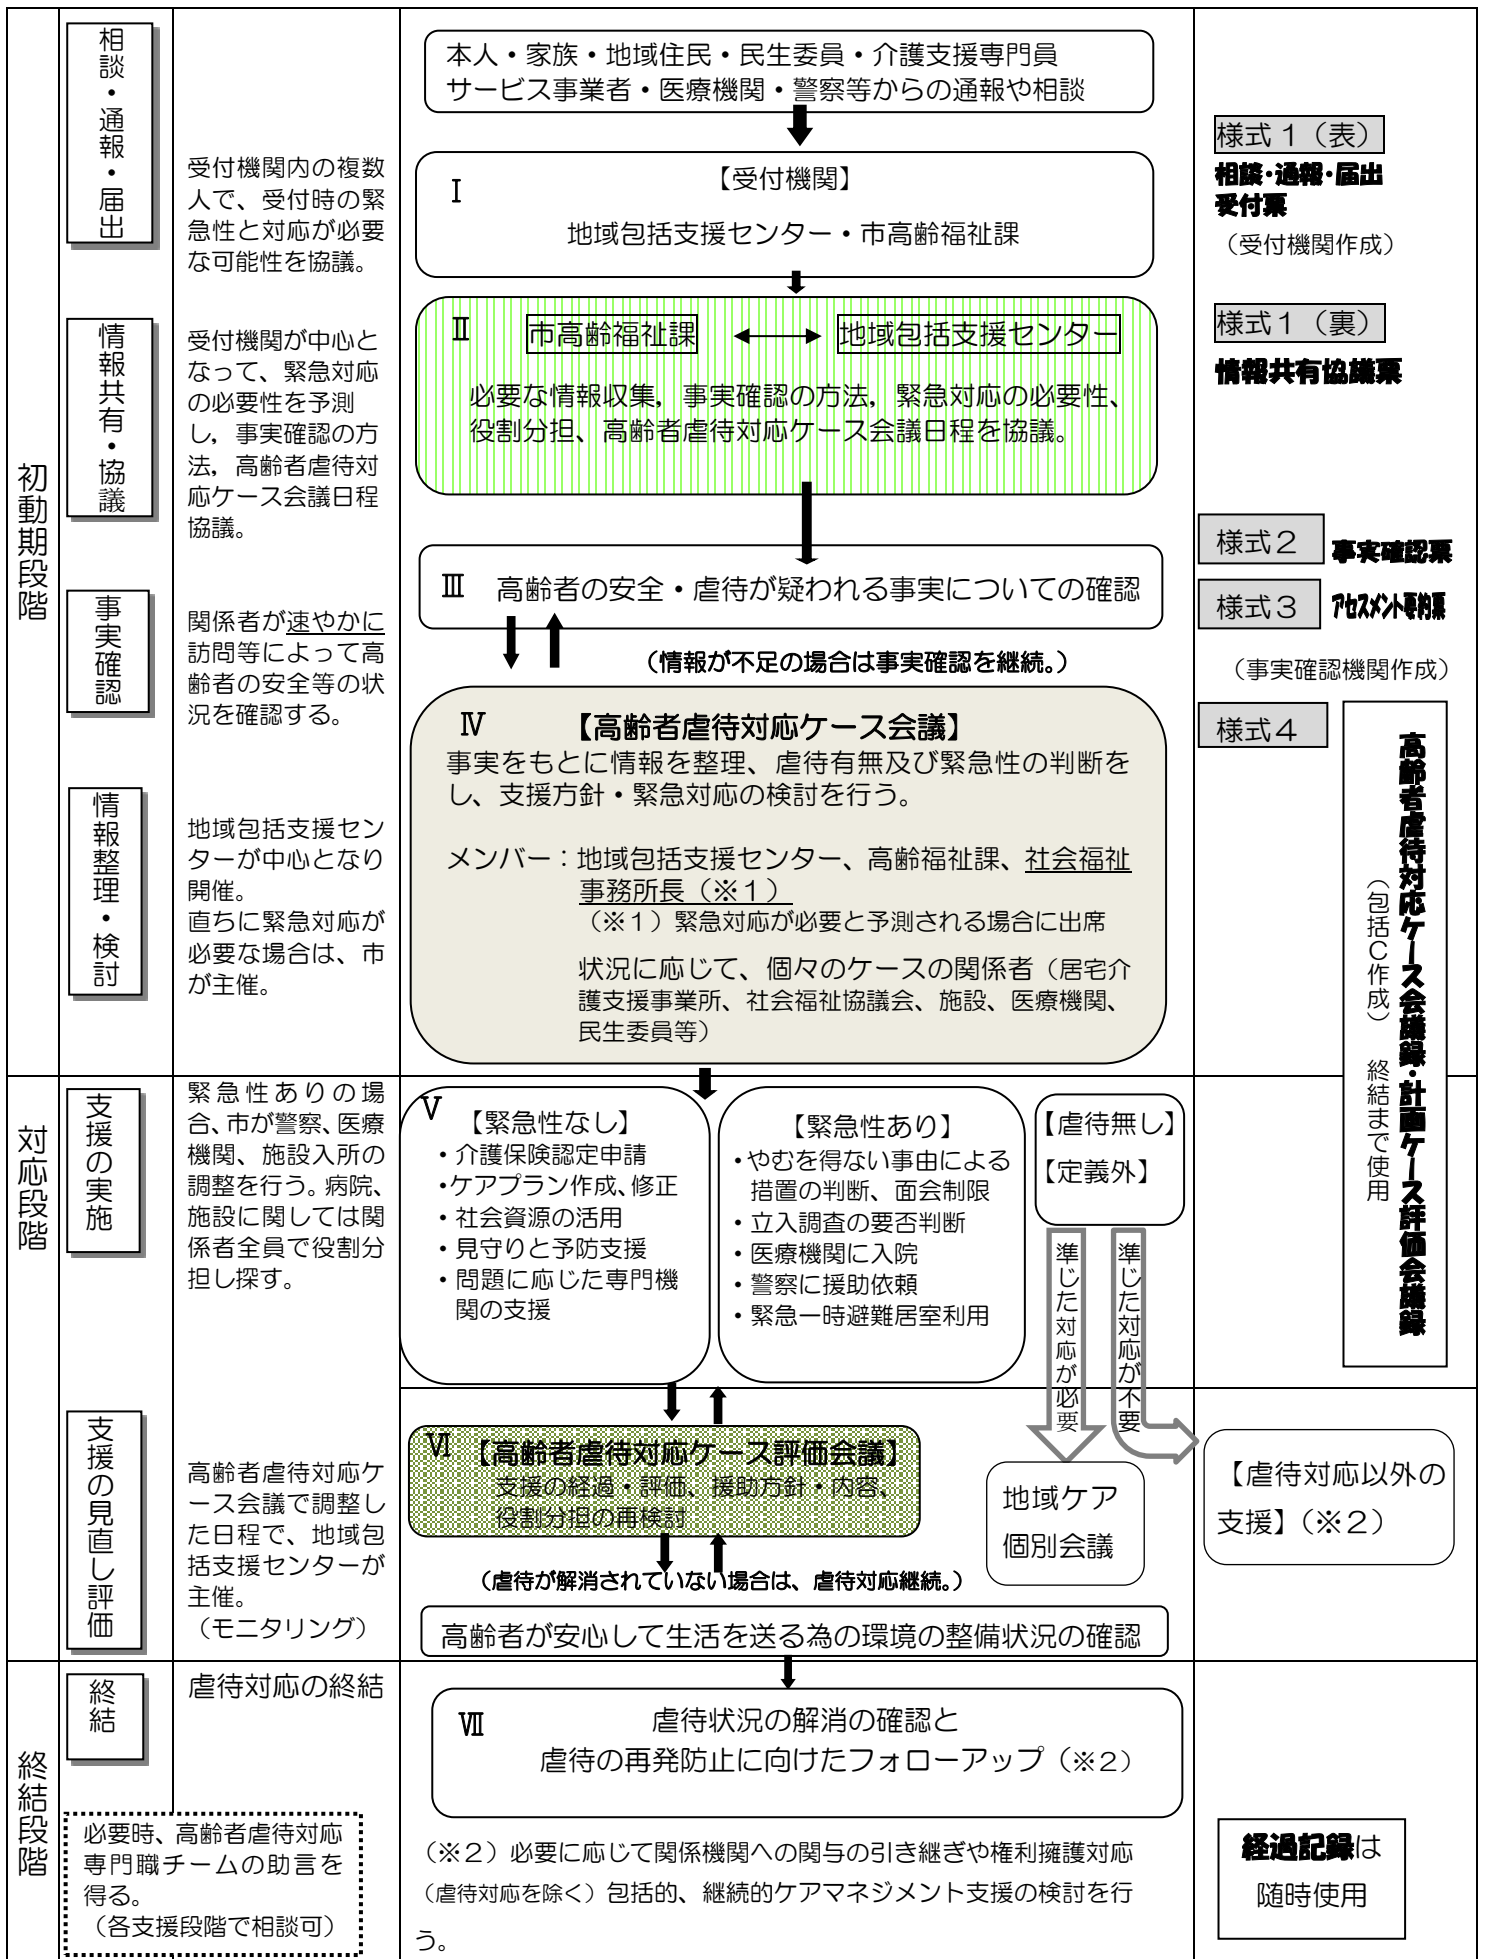 初動期段階
相談・通報・届出
受付機関内の複数
人で、受付時の緊
急性と対応が必要
な可能性を協議。
本人・家族・地域住民・民生委員・介護支援専門員
サービス事業者・医療機関・警察等からの通報や相談
Ⅰ
【受付機関】
地域包括支援センター・市高齢福祉課
様式１（表）
相談・通報・届出
受付票
（受付機関作成）
情報共有・協議
受付機関が中心と
なって、緊急対応
の必要性を予測
し，事実確認の方
法，高齢者虐待対
応ケース会議日程
協議。
Ⅱ
市高齢福祉課
地域包括支援センター
必要な情報収集，事実確認の方法，緊急対応の必要性、
役割分担、高齢者虐待対応ケース会議日程を協議。
様式１（裏）
情報共有協議票
事実確認
関係者が速やかに
訪問等によって高
齢者の安全等の状
況を確認する。
Ⅲ 高齢者の安全・虐待が疑われる事実についての確認
（情報が不足の場合は事実確認を継続。）
様式２ 事実確認票
様式３ アセスメント要約票
（事実確認機関作成）
情報整理・検討
地域包括支援セン
ターが中心となり
開催。
直ちに緊急対応が
必要な場合は、市
が主催。
Ⅳ 【高齢者虐待対応ケース会議】
事実をもとに情報を整理、虐待有無及び緊急性の判断を
し、支援方針・緊急対応の検討を行う。
メンバー：地域包括支援センター、高齢福祉課、社会福祉
事務所長（※１）
（※１）緊急対応が必要と予測される場合に出席
状況に応じて、個々のケースの関係者（居宅介
護支援事業所、社会福祉協議会、施設、医療機関、
民生委員等）
様式４
高齢者虐待対応ケース会議録・計画ケース評価会議録
（包括Ｃ作成） 終結まで使用
対応段階
支援の実施
緊急性ありの場
合、市が警察、医療
機関、施設入所の
調整を行う。病院、
施設に関しては関
係者全員で役割分
担し探す。
Ⅴ
【緊急性なし】
・介護保険認定申請
・ケアプラン作成、修正
・社会資源の活用
・見守りと予防支援
・問題に応じた専門機
関の支援
【緊急性あり】
・やむを得ない事由による
措置の判断、面会制限
・立入調査の要否判断
・医療機関に入院
・警察に援助依頼
・緊急一時避難居室利用
【虐待無し】
【定義外】
準じた対応が必要
準じた対応が不要
支援の見直し評価
高齢者虐待対応ケ
ース会議で調整し
た日程で、地域包
括支援センターが
主催。
（モニタリング）
Ⅵ 【高齢者虐待対応ケース評価会議】
支援の経過・評価、援助方針・内容、
役割分担の再検討
（虐待が解消されていない場合は、虐待対応継続。）
高齢者が安心して生活を送る為の環境の整備状況の確認
地域ケア
個別会議
【虐待対応以外の
支援】（※２）
終結段階
終結
虐待対応の終結
Ⅶ
虐待状況の解消の確認と
虐待の再発防止に向けたフォローアップ（※２）
必要時、高齢者虐待対応
専門職チームの助言を
得る。
（各支援段階で相談可）
（※２）必要に応じて関係機関への関与の引き継ぎや権利擁護対応
（虐待対応を除く）包括的、継続的ケアマネジメント支援の検討を行
う。
経過記録は
随時使用